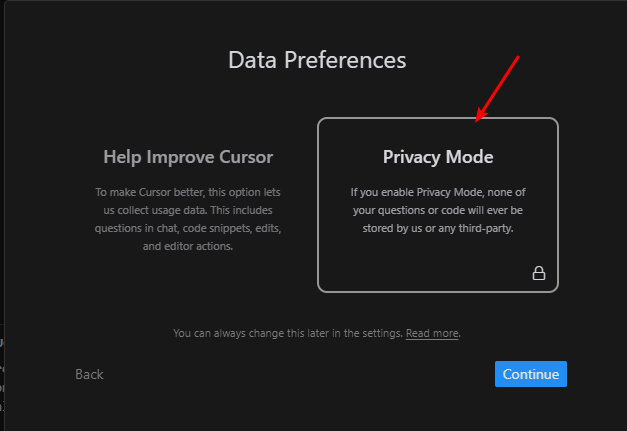 Data Preferences
Help Improve Cursor
To make Cursor better, this option lets
us collect usage data. This includes
questions in chat, code snippets, edits,
and editor actions.
Privacy Mode
If you enable Privacy Mode, none of
your questions or code will ever be
stored by us or any third-party.
You can always change this later in the settings. Read more.
Back
Continue